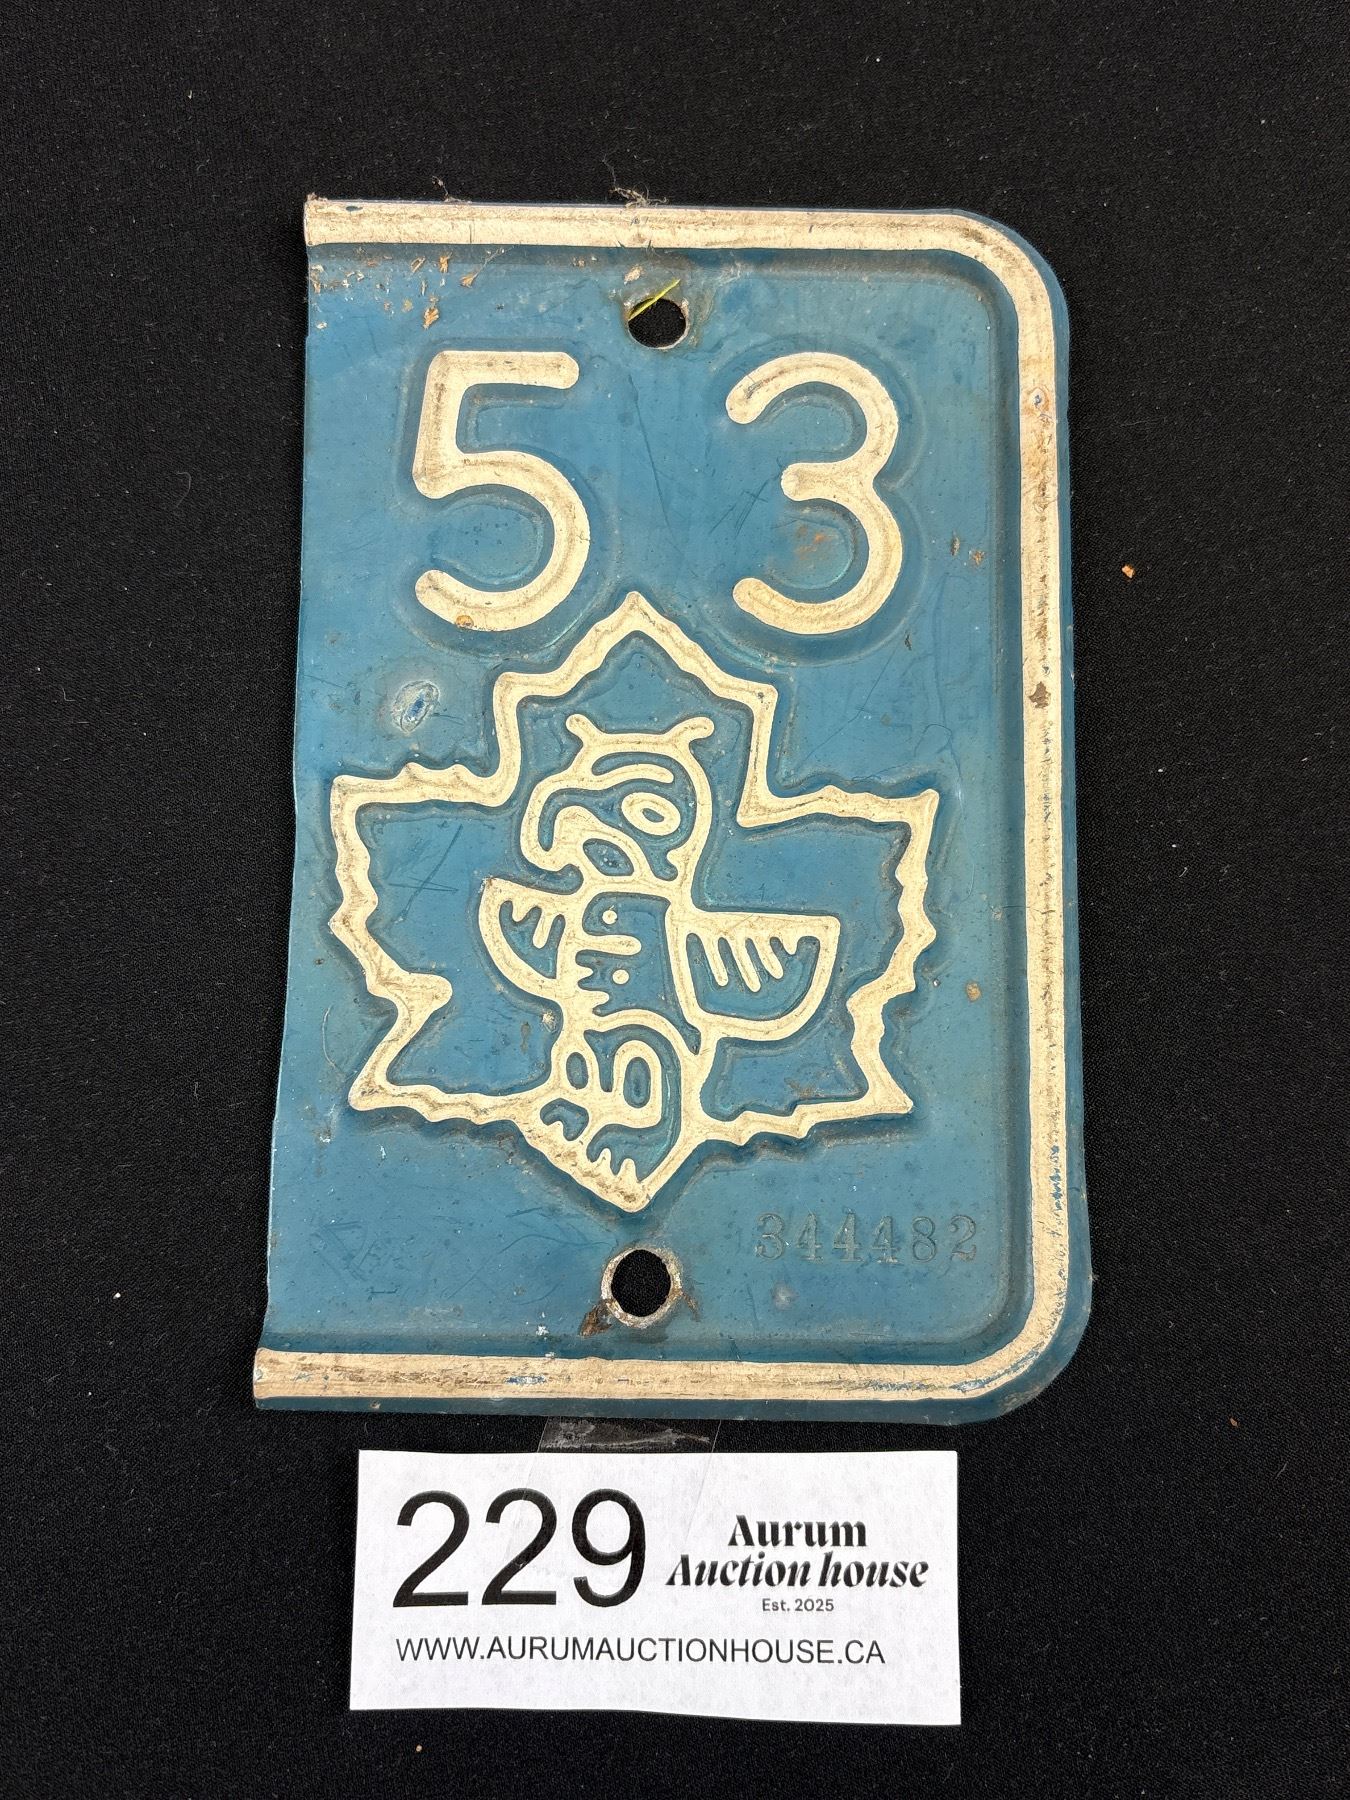 53
344482
229
Aurum
Auction house
Est. 2025
WWW.AURUMAUCTIONHOUSE.CA